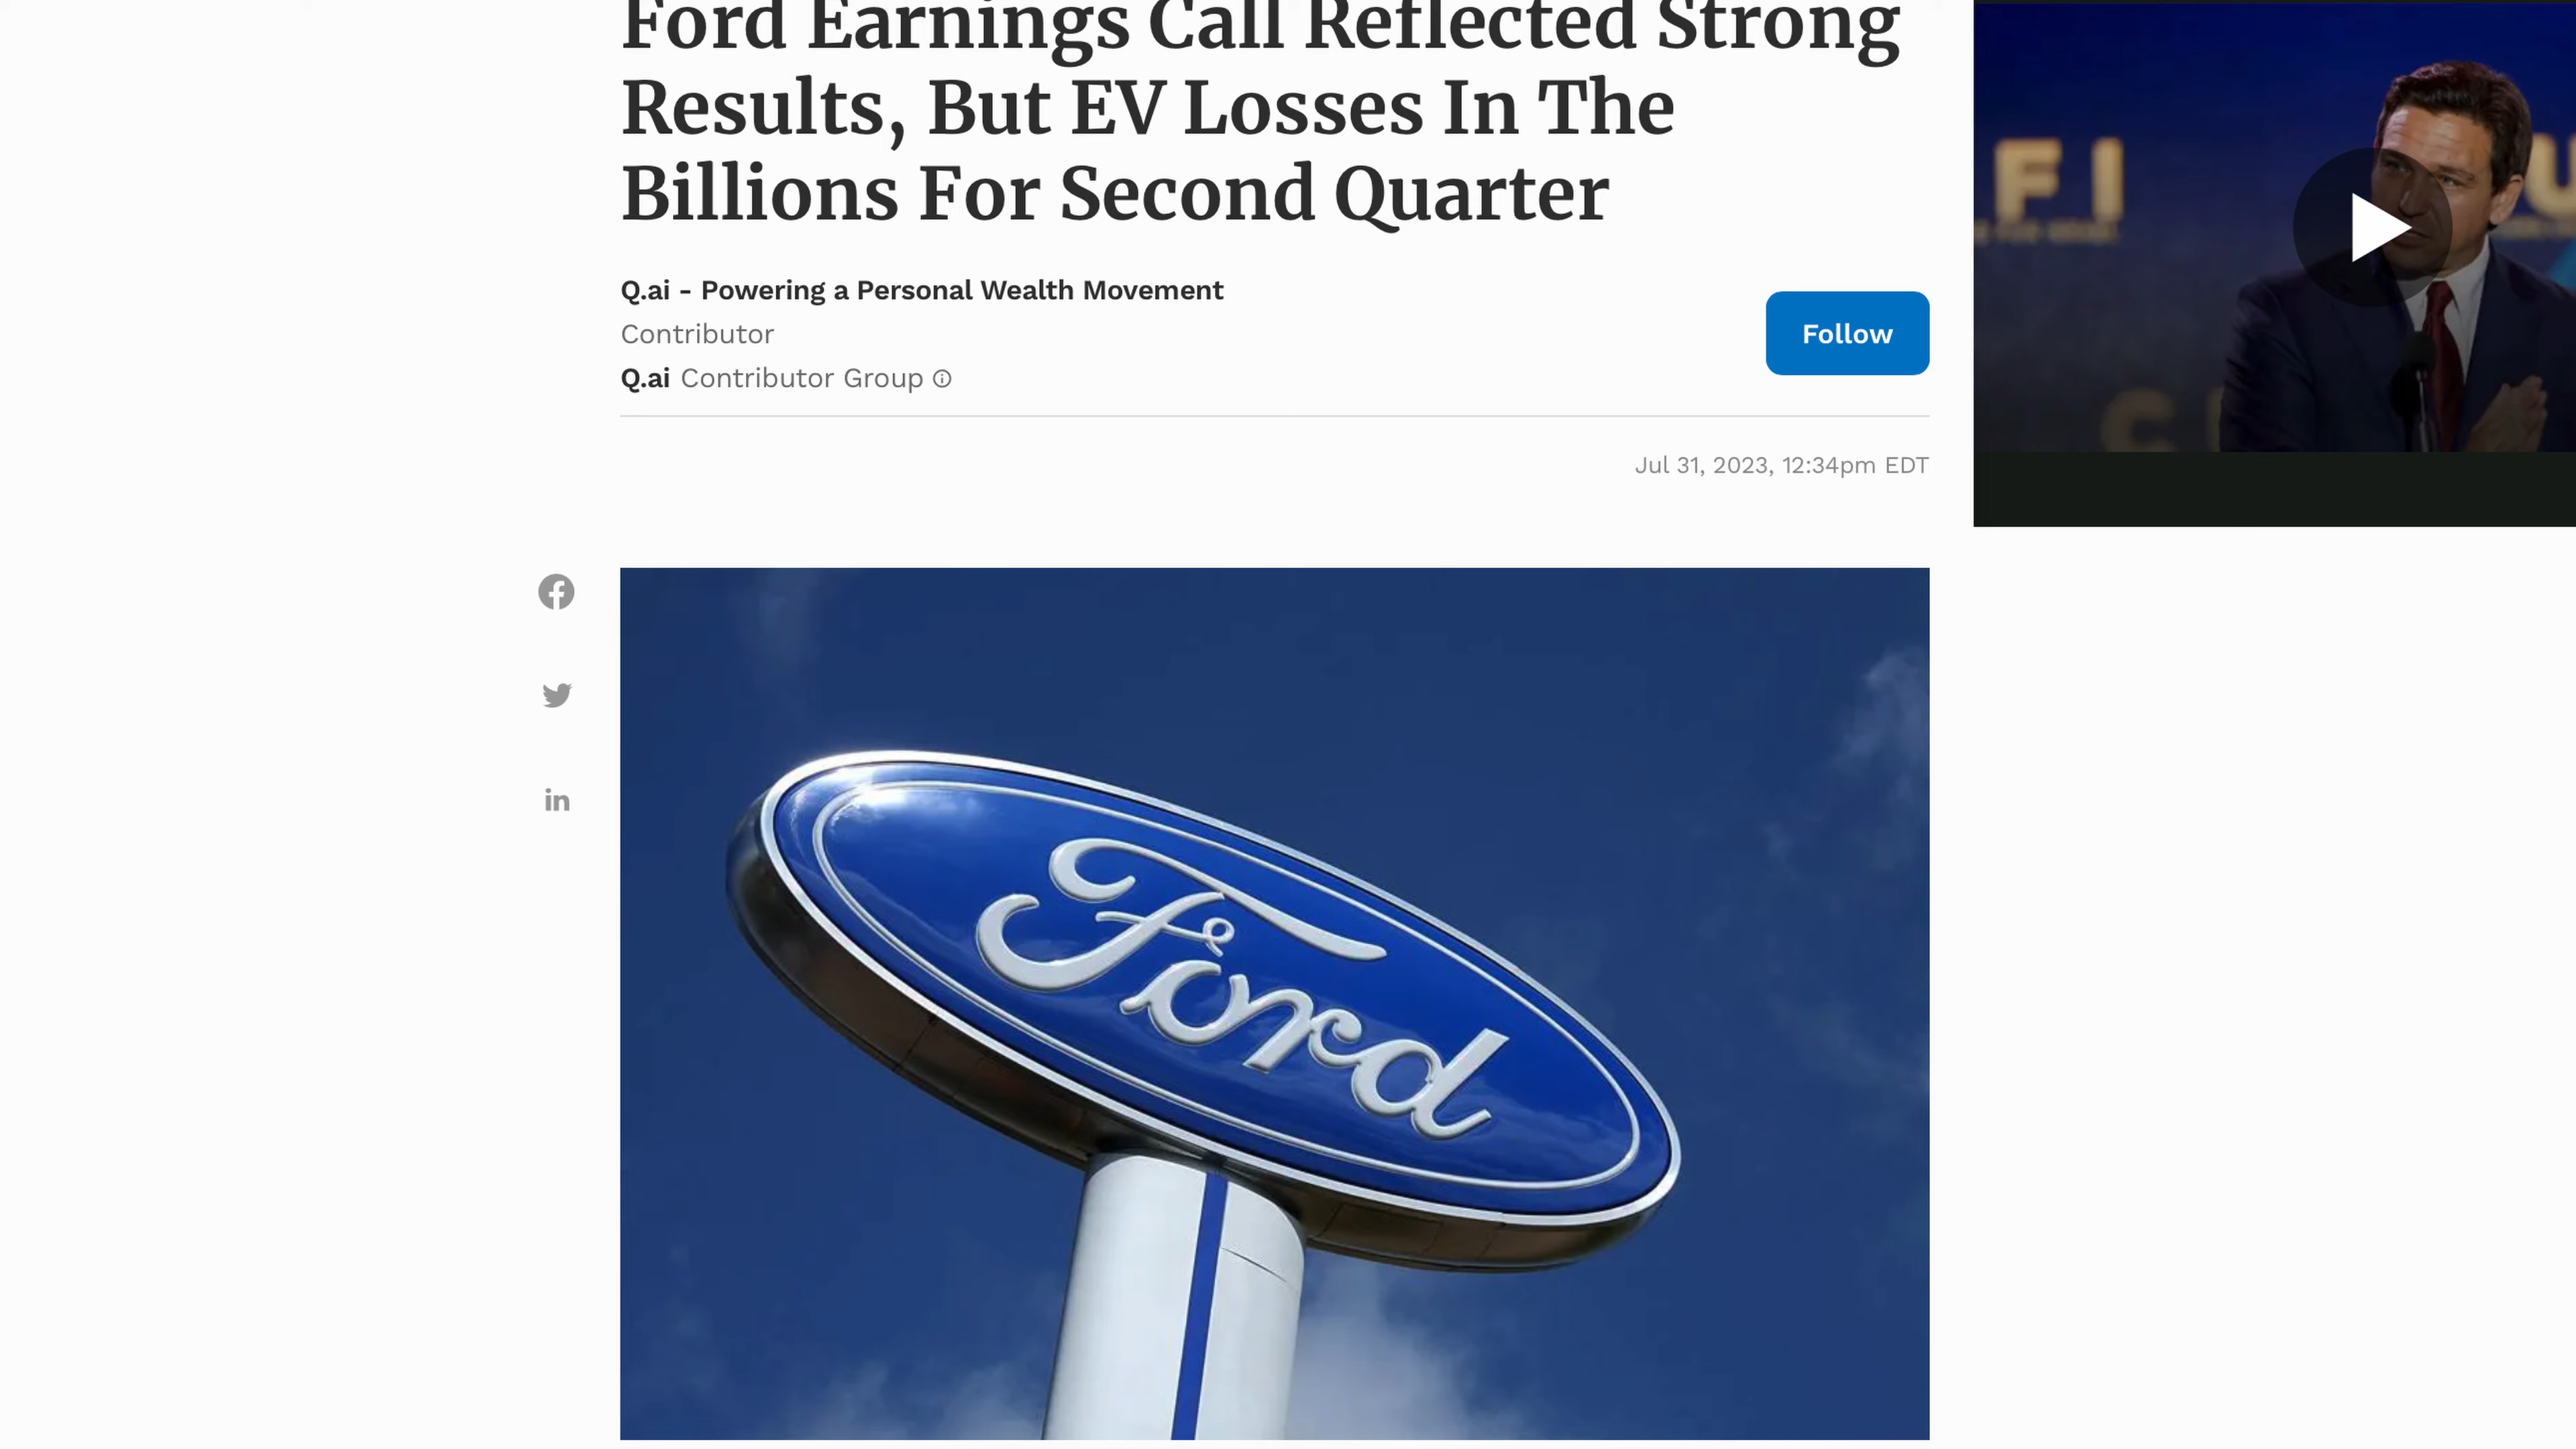 Ford Earnings Call Reflected Strong
Results, But EV Losses In The
Billions For Second Quarter
Q.ai - Powering a Personal Wealth Movement
Contributor
Q.ai Contributor Group
Follow
Jul 31, 2023, 12:34pm EDT
F I
U
C
in
Ford